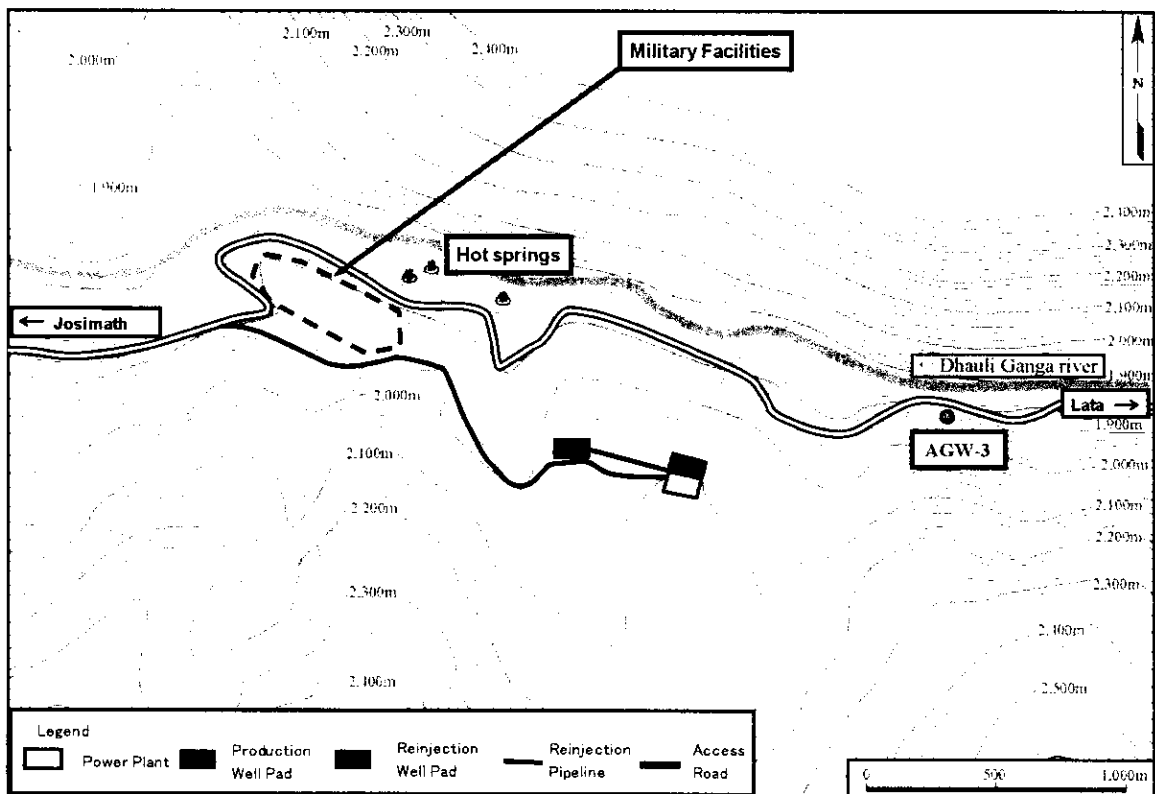 2.100m
2.300m
2.200m
2.400m
2.000m
Military Facilities
N
1.900m
2.400m
2.300m
2.200m
2.100m
2.000m
1.900m
Hot springs
← Josimath
← Dhauli Ganga river
Lata →
1.900m
AGW-3
2.000m
2.100m
2.200m
2.300m
2.400m
2.500m
2.000m
2.100m
2.200m
2.300m
2.400m
Legend
Power Plant
Production
Well Pad
Reinjection
Well Pad
Reinjection
Pipeline
Access
Road
0 500 1.000m